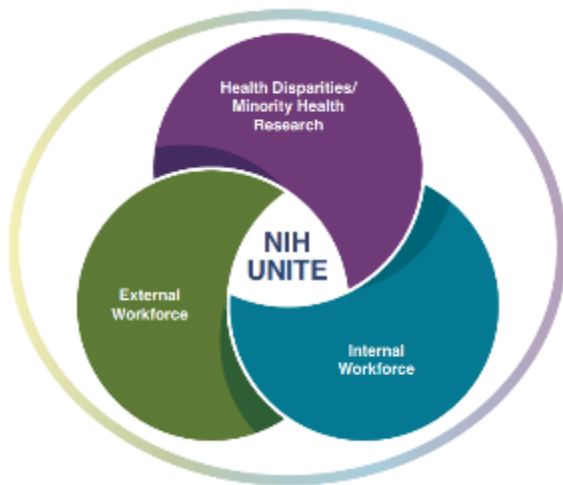 Health Disparities/
Minority Health
Research
NIH
UNITE
External
Workforce
Internal
Workforce